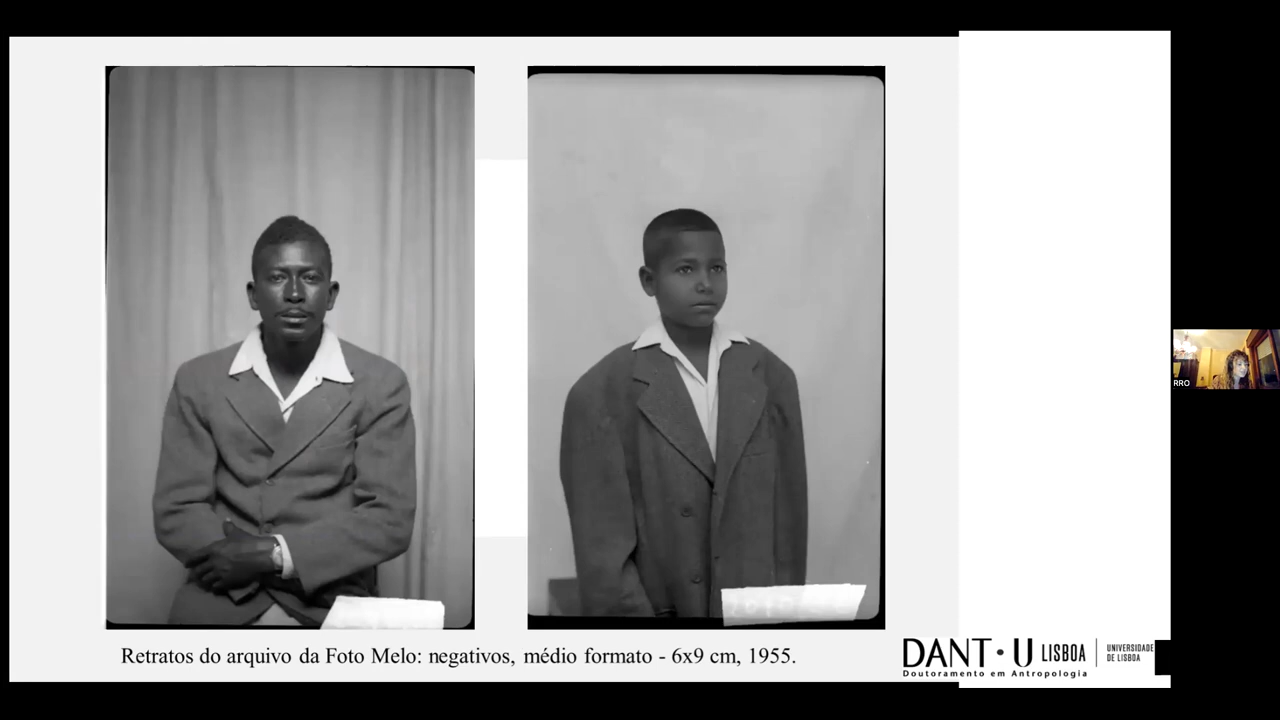 Retratos do arquivo da Foto Melo: negativos, médio formato - 6x9 cm, 1955.
DANT · U LISBOA | UNIVERSIDADE
DE LISBOA
Doutoramento em Antropologia
RRO